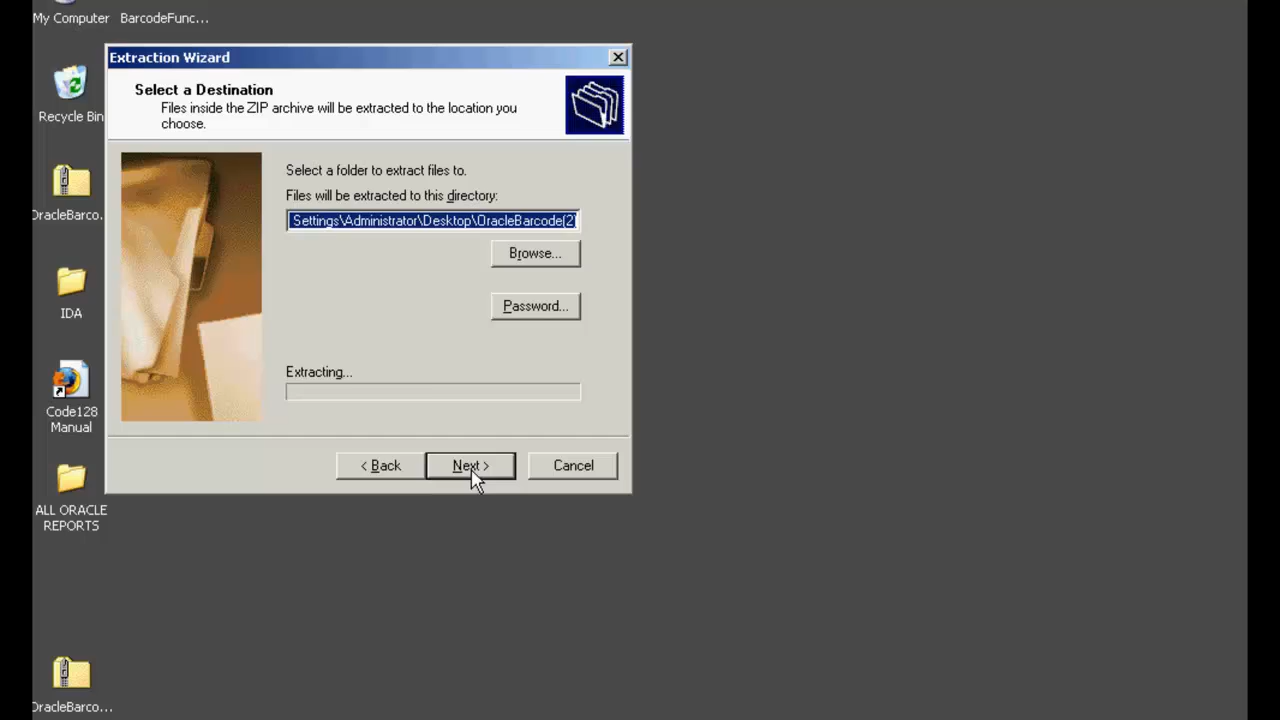 My Computer
BarcodeFunc...
Recycle Bin
OracleBarco...
IDA
Code128
Manual
ALL ORACLE
REPORTS
OracleBarco...
Extraction Wizard
Select a Destination
Files inside the ZIP archive will be extracted to the location you
choose.
Select a folder to extract files to.
Files will be extracted to this directory:
Settings\Administrator\Desktop\OracleBarcode(2)
Browse...
Password...
Extracting...
< Back
Next >
Cancel